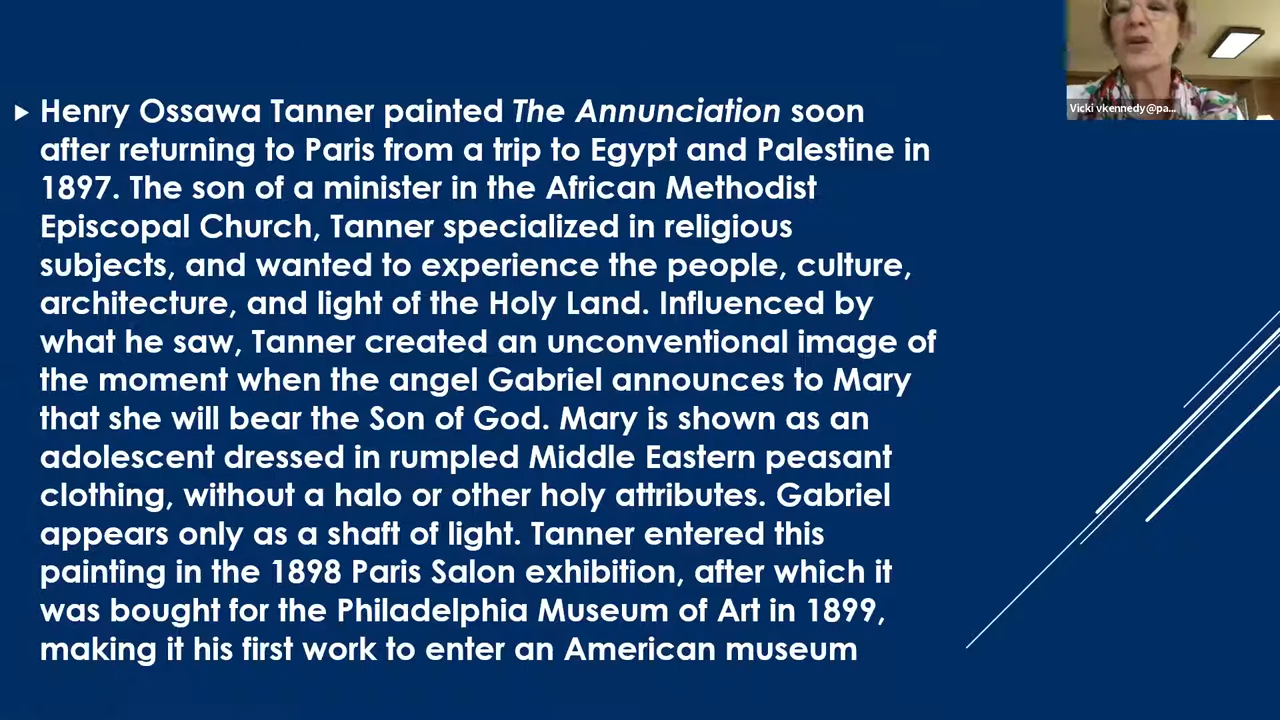 Henry Ossawa Tanner painted The Annunciation soon
after returning to Paris from a trip to Egypt and Palestine in
1897. The son of a minister in the African Methodist
Episcopal Church, Tanner specialized in religious
subjects, and wanted to experience the people, culture,
architecture, and light of the Holy Land. Influenced by
what he saw, Tanner created an unconventional image of
the moment when the angel Gabriel announces to Mary
that she will bear the Son of God. Mary is shown as an
adolescent dressed in rumpled Middle Eastern peasant
clothing, without a halo or other holy attributes. Gabriel
appears only as a shaft of light. Tanner entered this
painting in the 1898 Paris Salon exhibition, after which it
was bought for the Philadelphia Museum of Art in 1899,
making it his first work to enter an American museum
Vicki vkennedy@pa...